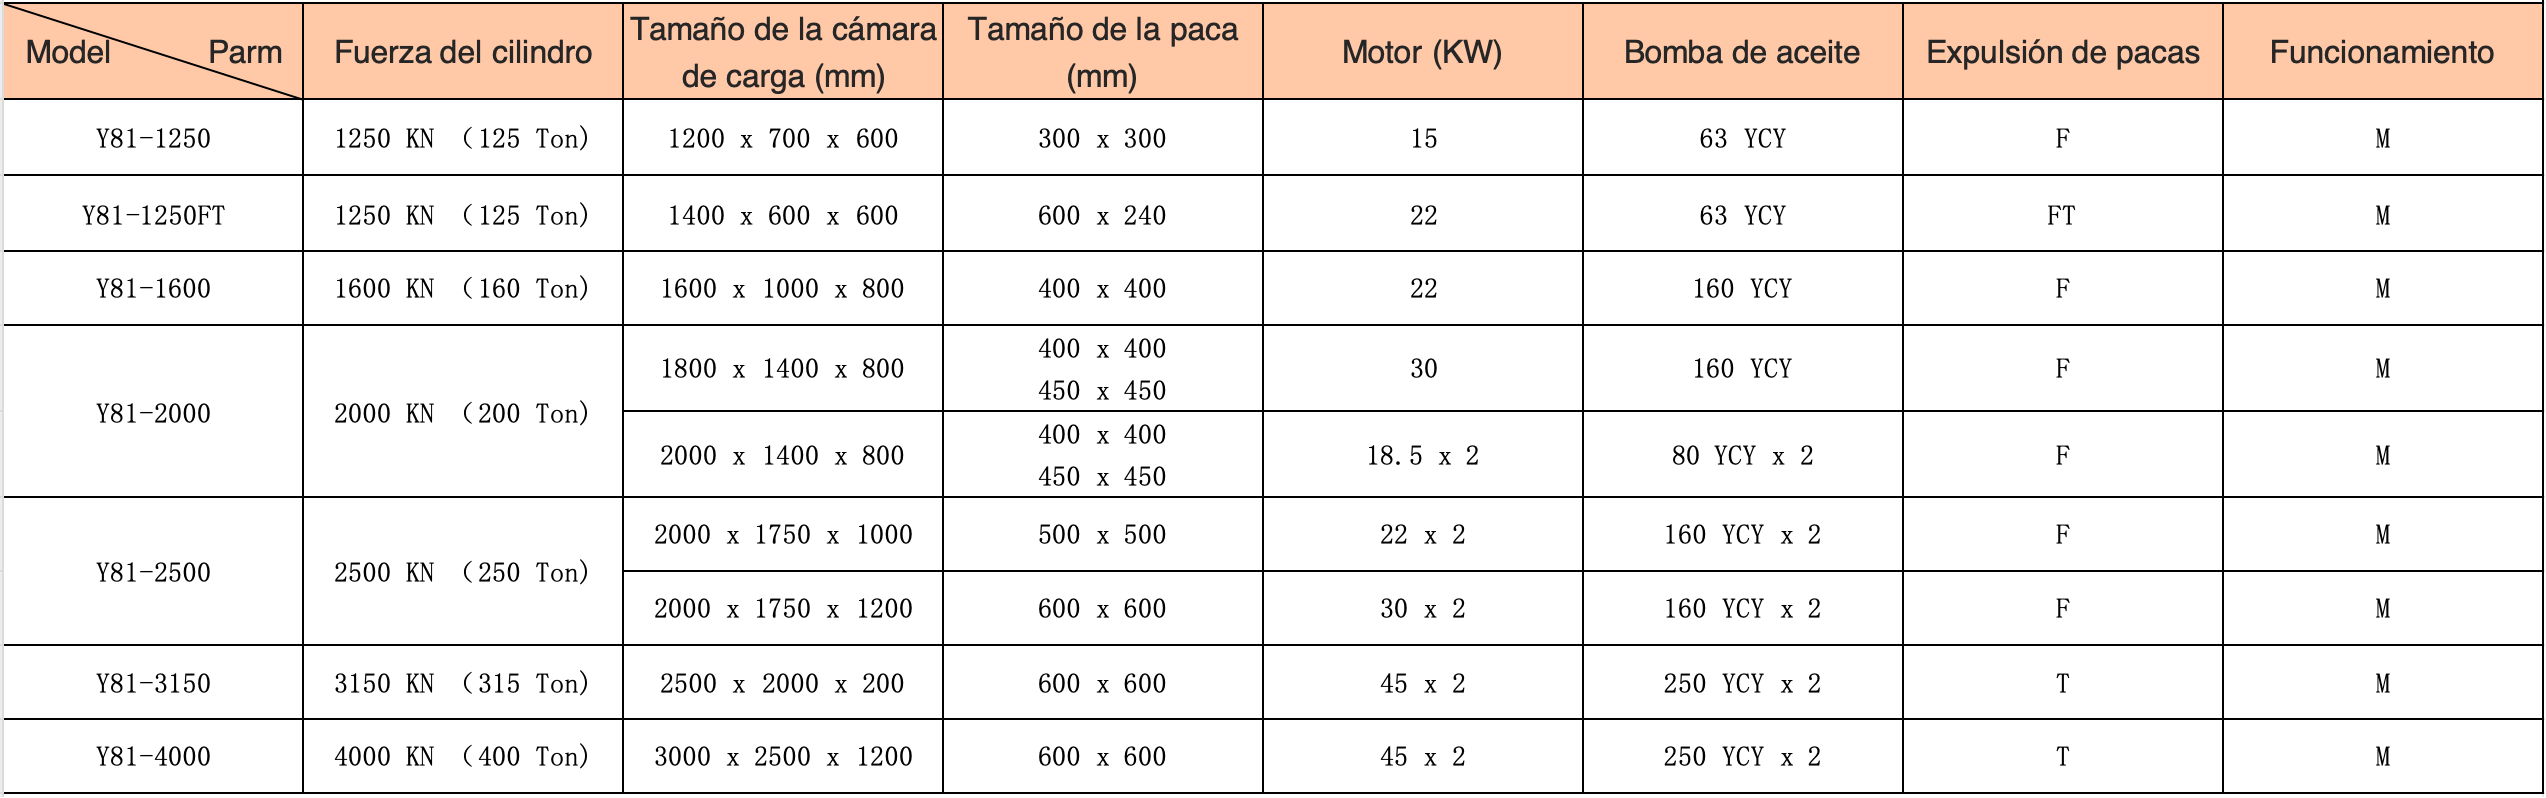 Model Parm Fuerza del cilindro Tamaño de la cámara de carga (mm) Tamaño de la paca (mm) Motor (KW) Bomba de aceite Expulsión de pacas Funcionamiento
Y81-1250 1250 KN （125 Ton) 1200 x 700 x 600 300 x 300 15 63 YCY F M
Y81-1250FT 1250 KN （125 Ton) 1400 x 600 x 600 600 x 240 22 63 YCY FT M
Y81-1600 1600 KN （160 Ton) 1600 x 1000 x 800 400 x 400 22 160 YCY F M
Y81-2000 2000 KN （200 Ton) 1800 x 1400 x 800 400 x 400 450 x 450 30 160 YCY F M
2000 x 1400 x 800 400 x 400 450 x 450 18.5 x 2 80 YCY x 2 F M
Y81-2500 2500 KN （250 Ton) 2000 x 1750 x 1000 500 x 500 22 x 2 160 YCY x 2 F M
2000 x 1750 x 1200 600 x 600 30 x 2 160 YCY x 2 F M
Y81-3150 3150 KN （315 Ton) 2500 x 2000 x 200 600 x 600 45 x 2 250 YCY x 2 T M
Y81-4000 4000 KN （400 Ton) 3000 x 2500 x 1200 600 x 600 45 x 2 250 YCY x 2 T M